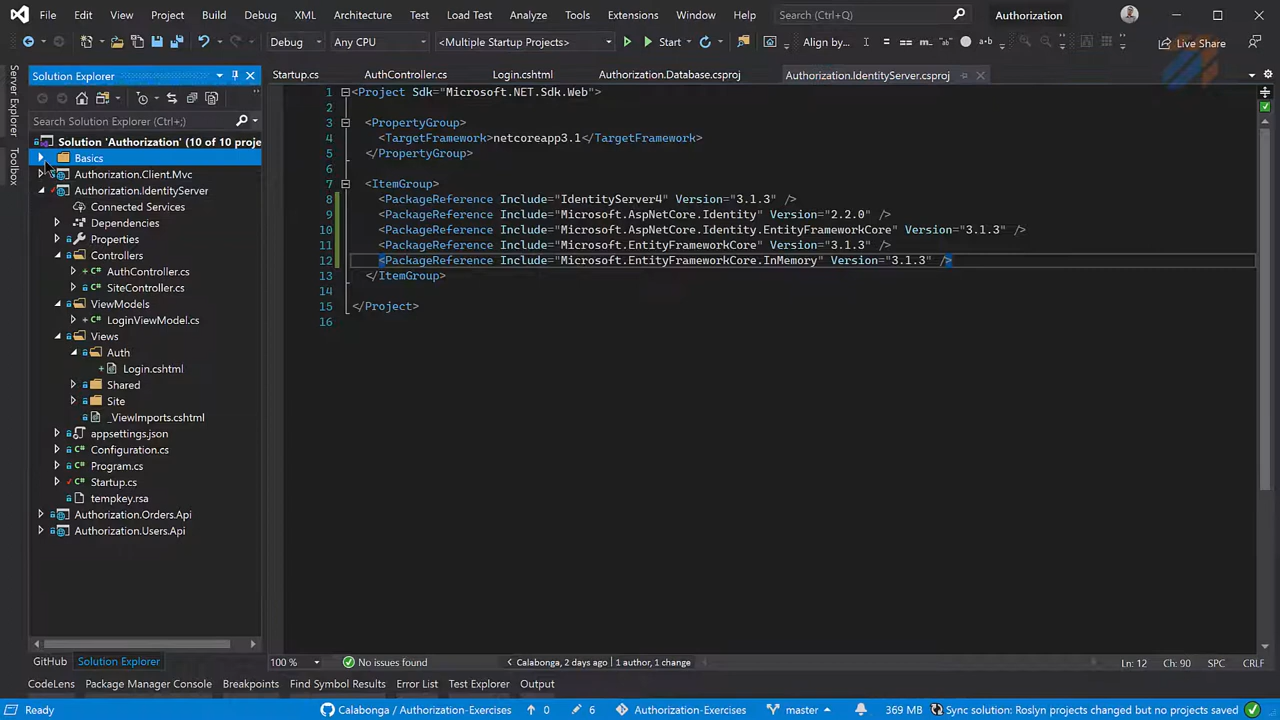 File Edit View Project Build Debug XML Architecture Test Load Test Analyze Tools Extensions Window Help Search (Ctrl+Q) Authorization
Debug Any CPU <Multiple Startup Projects> Start Align by... Live Share
Server Explorer
Toolbox
Solution Explorer
Search Solution Explorer (Ctrl+;)
Solution 'Authorization' (10 of 10 proje
Basics
Authorization.Client.Mvc
Authorization.IdentityServer
Connected Services
Dependencies
Properties
Controllers
AuthController.cs
SiteController.cs
ViewModels
LoginViewModel.cs
Views
Auth
Login.cshtml
Shared
Site
_ViewImports.cshtml
appsettings.json
Configuration.cs
Program.cs
Startup.cs
tempkey.rsa
Authorization.Orders.Api
Authorization.Users.Api
GitHub Solution Explorer
Startup.cs AuthController.cs Login.cshtml Authorization.Database.csproj Authorization.IdentityServer.csproj
1 <Project Sdk="Microsoft.NET.Sdk.Web">
2
3 <PropertyGroup>
4 <TargetFramework>netcoreapp3.1</TargetFramework>
5 </PropertyGroup>
6
7 <ItemGroup>
8 <PackageReference Include="IdentityServer4" Version="3.1.3" />
9 <PackageReference Include="Microsoft.AspNetCore.Identity" Version="2.2.0" />
10 <PackageReference Include="Microsoft.AspNetCore.Identity.EntityFrameworkCore" Version="3.1.3" />
11 <PackageReference Include="Microsoft.EntityFrameworkCore" Version="3.1.3" />
12 <PackageReference Include="Microsoft.EntityFrameworkCore.InMemory" Version="3.1.3" />
13 </ItemGroup>
14
15 </Project>
16
100 % No issues found Calabonga, 2 days ago | 1 author, 1 change Ln: 12 Ch: 90 SPC CRLF
CodeLens Package Manager Console Breakpoints Find Symbol Results Error List Test Explorer Output
Ready Calabonga / Authorization-Exercises 0 6 Authorization-Exercises master 369 MB Sync solution: Roslyn projects changed but no projects saved